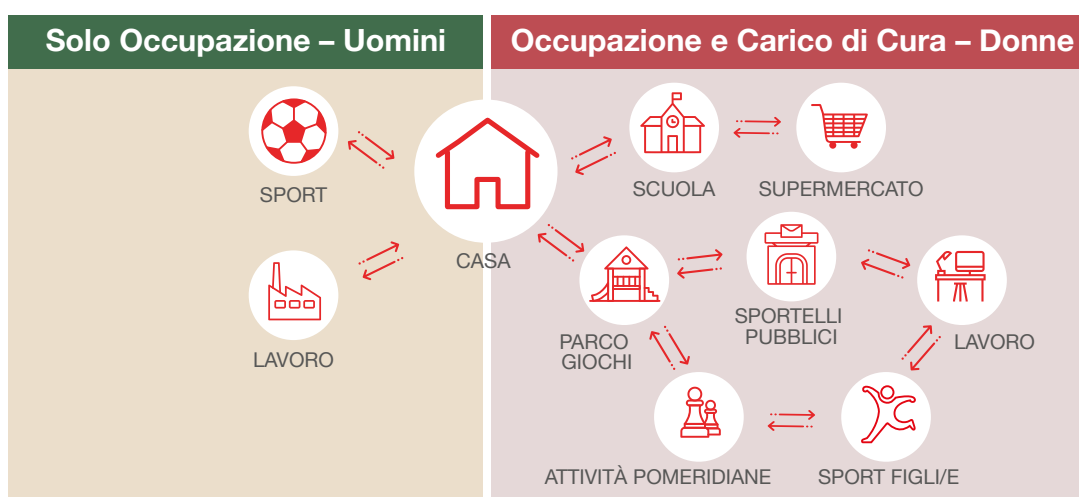 Solo Occupazione – Uomini
Occupazione e Carico di Cura – Donne
SPORT
LAVORO
CASA
SCUOLA
SUPERMERCATO
PARCO
GIOCHI
SPORTELLI
PUBBLICI
LAVORO
ATTIVITÀ POMERIDIANE
SPORT FIGLI/E